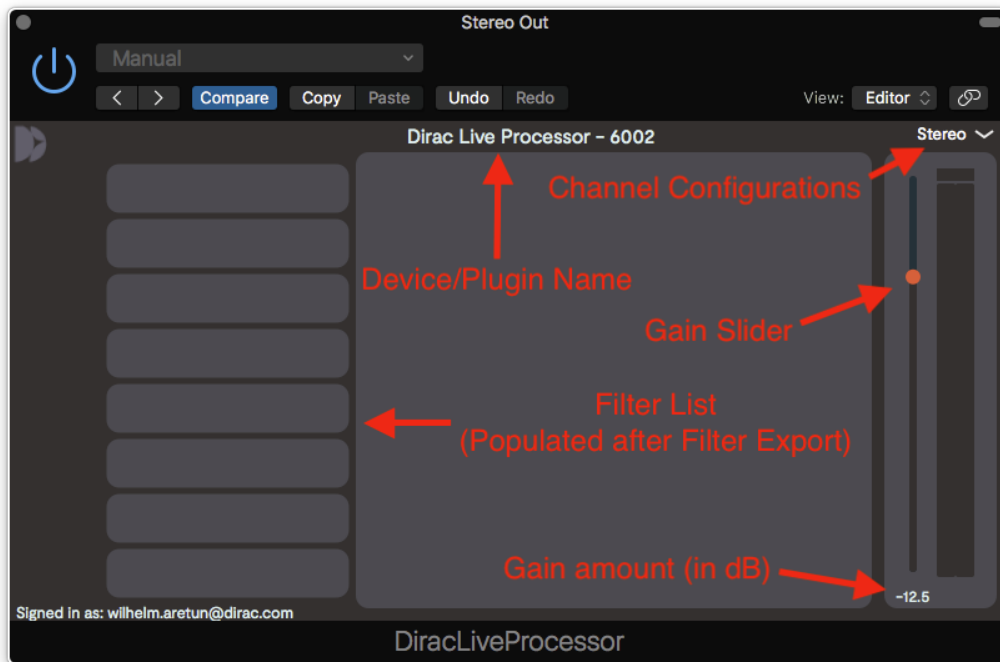 Stereo Out
Manual
Compare Copy Paste Undo Redo View: Editor
Dirac Live Processor - 6002
Stereo
Channel Configurations
Device/Plugin Name
Gain Slider
Filter List
(Populated after Filter Export)
Gain amount (in dB)
-12.5
Signed in as: wilhelm.aretun@dirac.com
DiracLiveProcessor